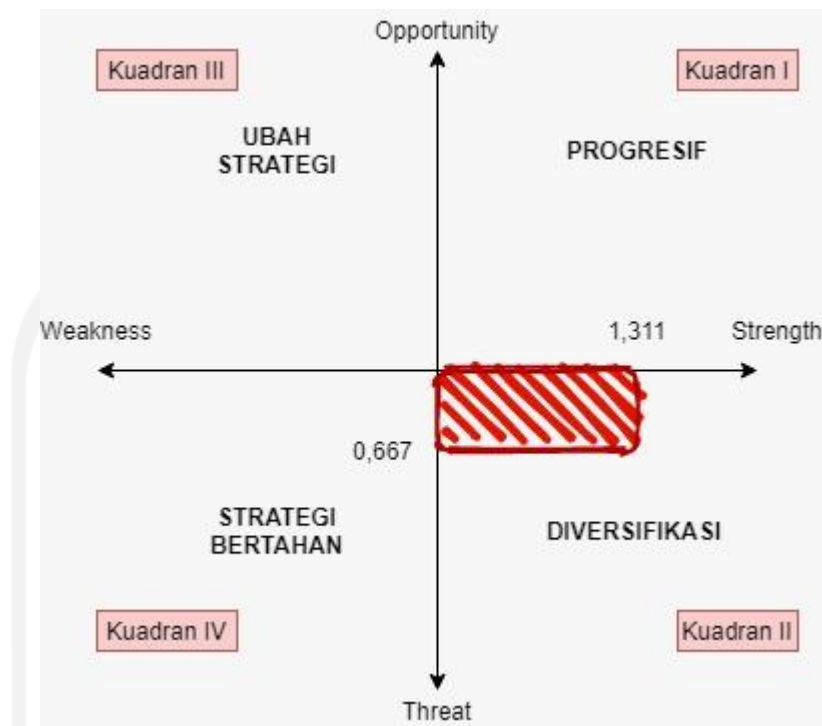 Opportunity
Kuadran III
Kuadran I
UBAH
STRATEGI
PROGRESIF
Weakness
1,311
Strength
0,667
STRATEGI
BERTAHAN
DIVERSIFIKASI
Kuadran IV
Kuadran II
Threat